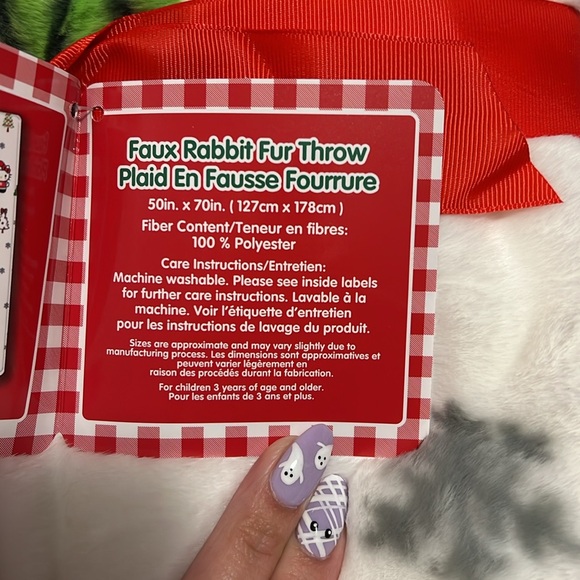 Faux Rabbit Fur Throw
Plaid En Fausse Fourrure
50in. x 70in. ( 127cm x 178cm )
Fiber Content/Teneur en fibres:
100 % Polyester
Care Instructions/Entretien:
Machine washable. Please see inside labels
for further care instructions. Lavable à la
machine. Voir l'étiquette d'entretien
pour les instructions de lavage du produit.
Sizes are approximate and may vary slightly due to
manufacturing process. Les dimensions sont approximatives et
peuvent varier légèrement en
raison des procédés durant la fabrication.
For children 3 years of age and older.
Pour les enfants de 3 ans et plus.